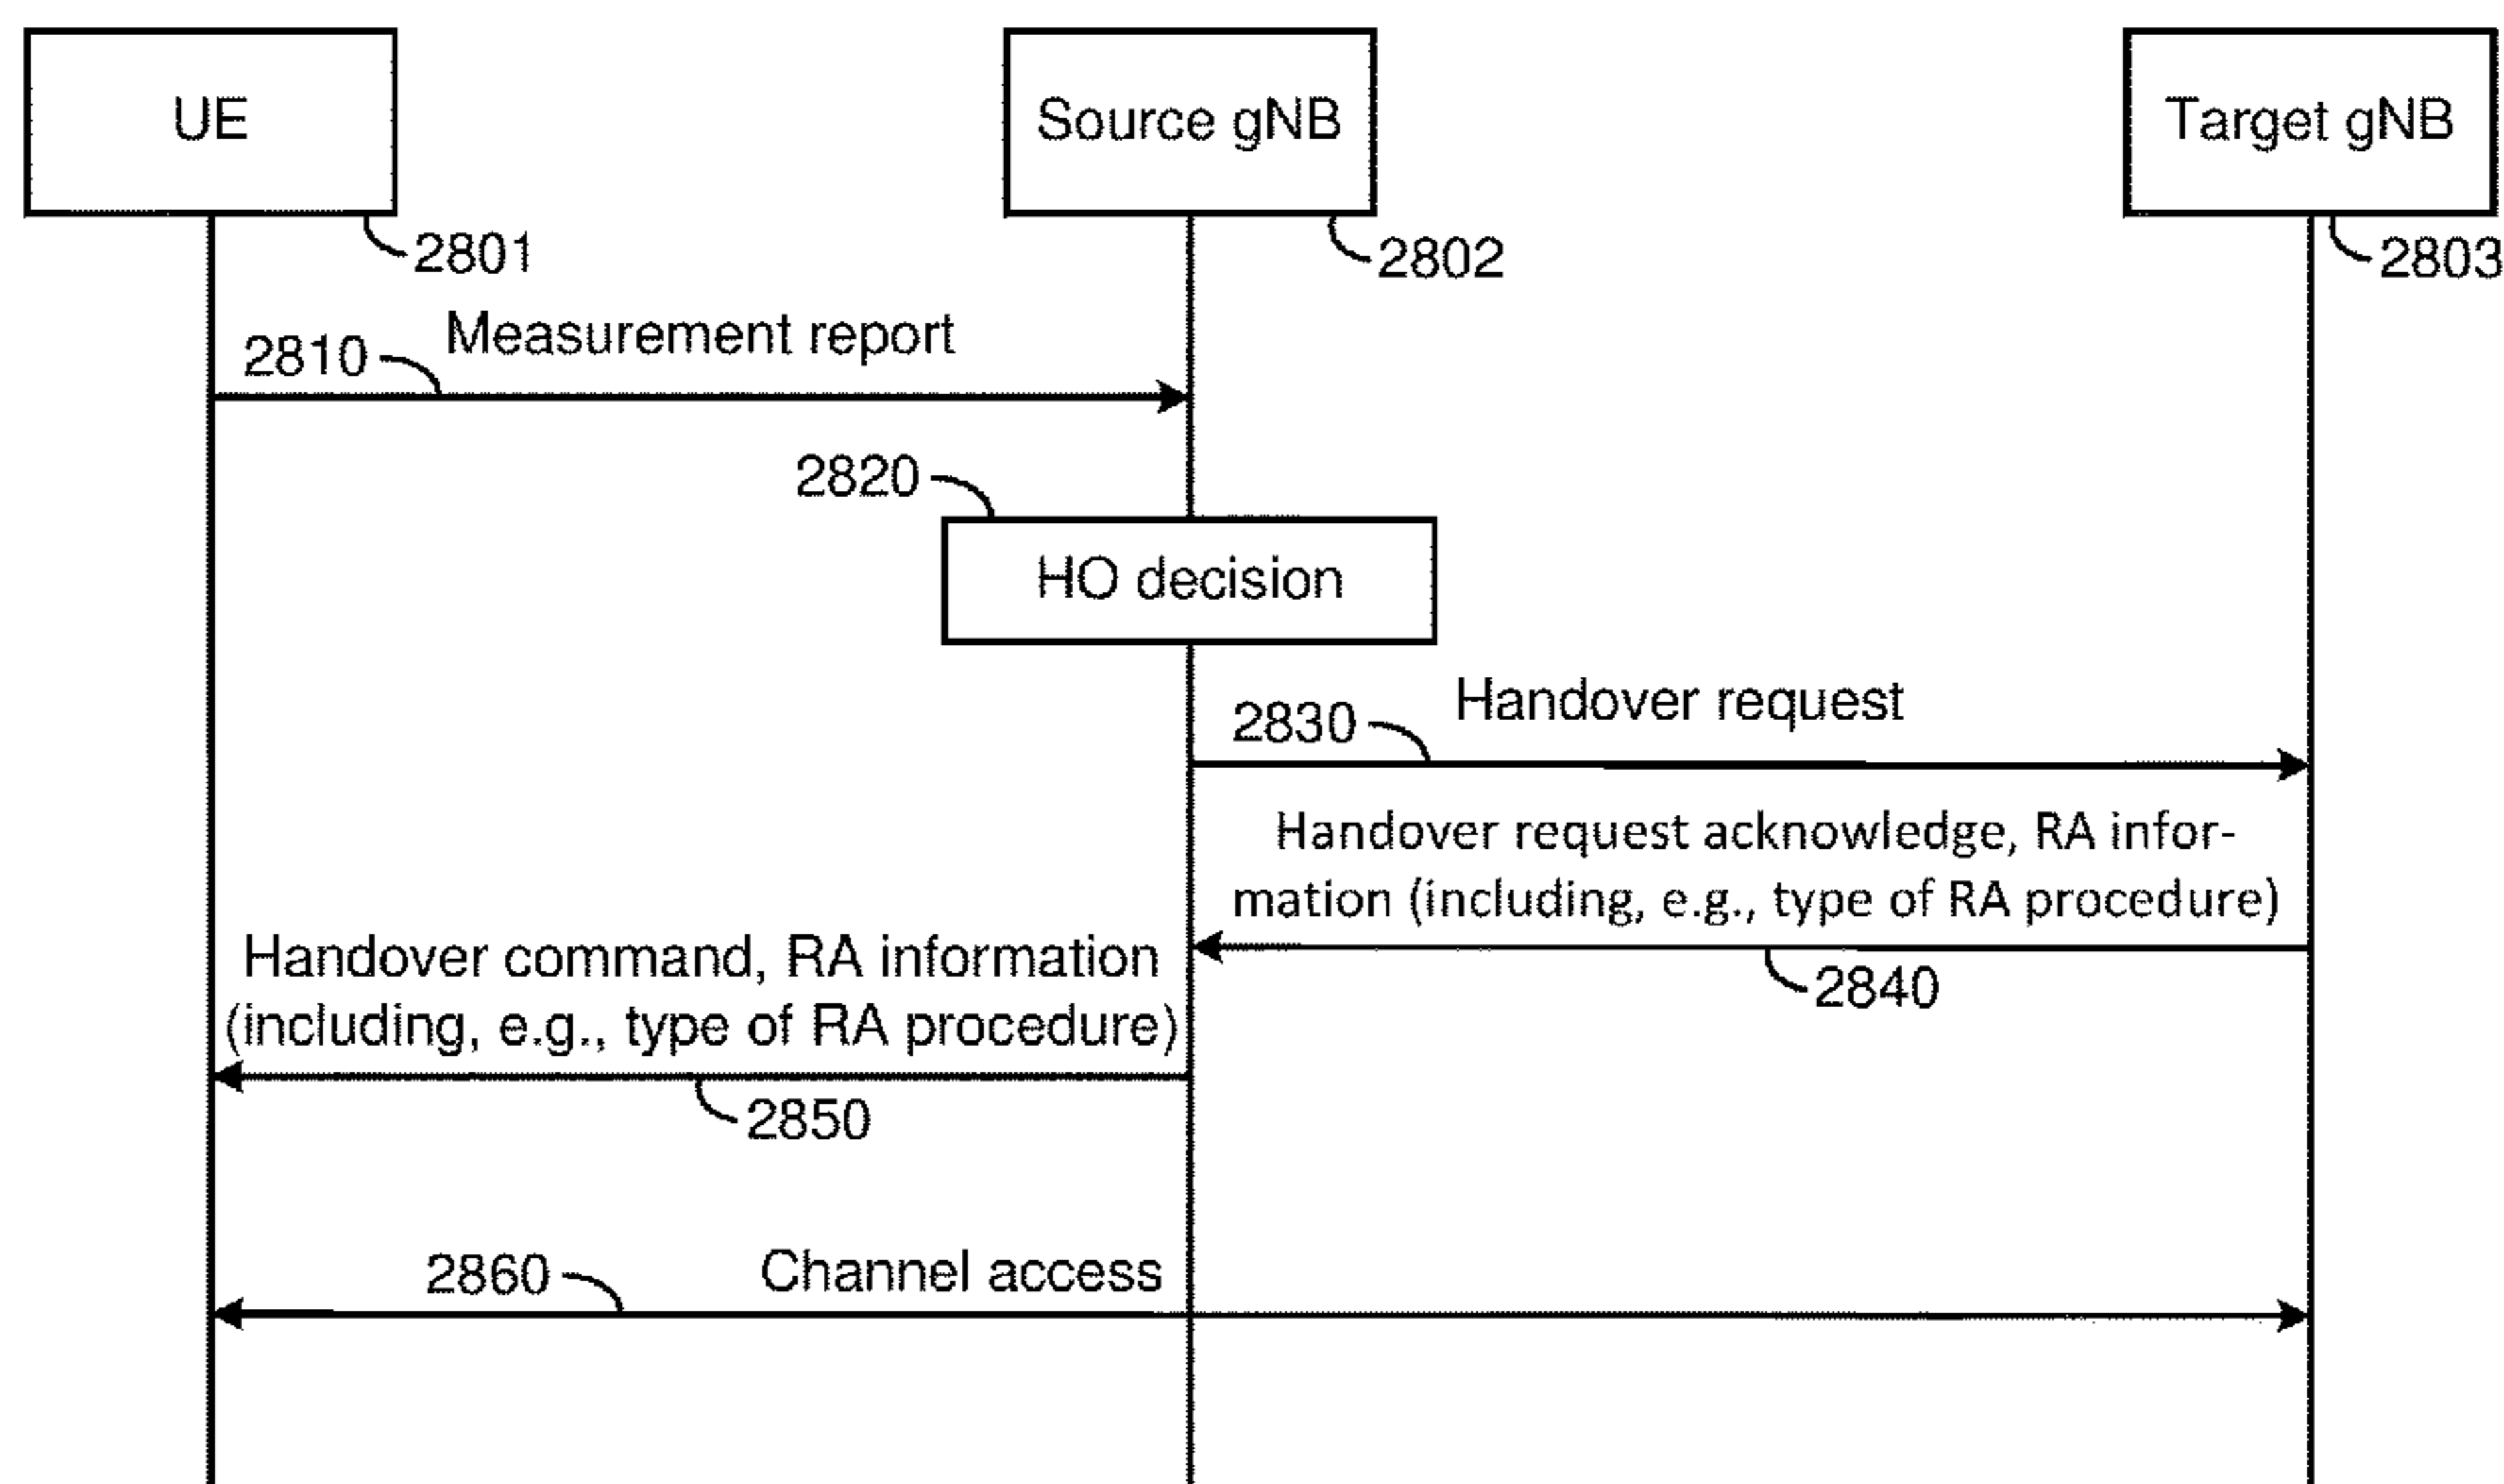 UE
Source gNB
Target gNB
2801
2802
2803
Measurement report
2810
2820
HO decision
Handover request
2830
Handover request acknowledge, RA infor-
mation (including, e.g., type of RA procedure)
2840
Handover command, RA information
(including, e.g., type of RA procedure)
2850
2860
Channel access